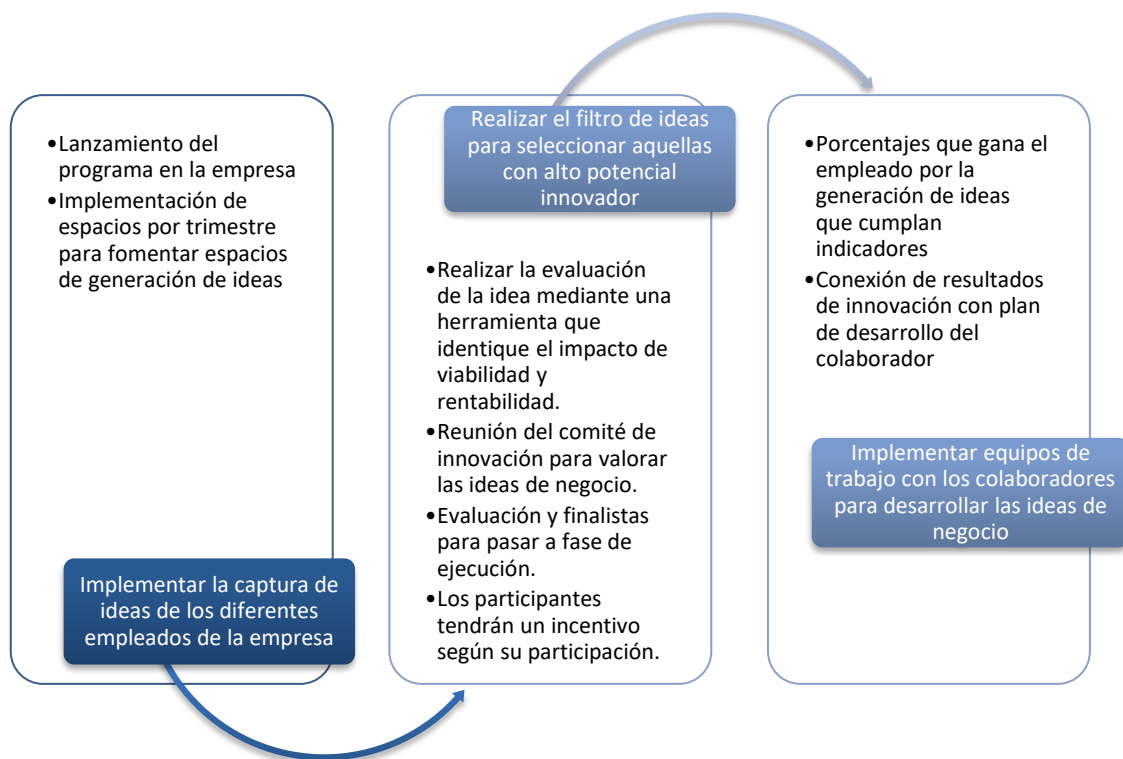 •Lanzamiento del
programa en la empresa
•Implementación de
espacios por trimestre
para fomentar espacios
de generación de ideas
Implementar la captura de
ideas de los diferentes
empleados de la empresa
Realizar el filtro de ideas
para seleccionar aquellas
con alto potencial
innovador
•Realizar la evaluación
de la idea mediante una
herramienta que
identique el impacto de
viabilidad y
rentabilidad.
•Reunión del comité de
innovación para valorar
las ideas de negocio.
•Evaluación y finalistas
para pasar a fase de
ejecución.
•Los participantes
tendrán un incentivo
según su participación.
•Porcentajes que gana el
empleado por la
generación de ideas
que cumplan
indicadores
•Conexión de resultados
de innovación con plan
de desarrollo del
colaborador
Implementar equipos de
trabajo con los colaboradores
para desarrollar las ideas de
negocio